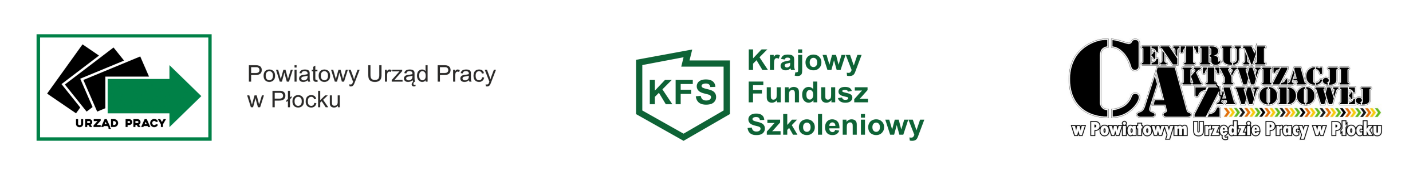 URZĄD PRACY
Powiatowy Urząd Pracy
w Płocku
KFS
Krajowy
Fundusz
Szkoleniowy
CENTRUM
AKTYWIZACJI
ZAWODOWEJ
w Powiatowym Urzędzie Pracy w Płocku